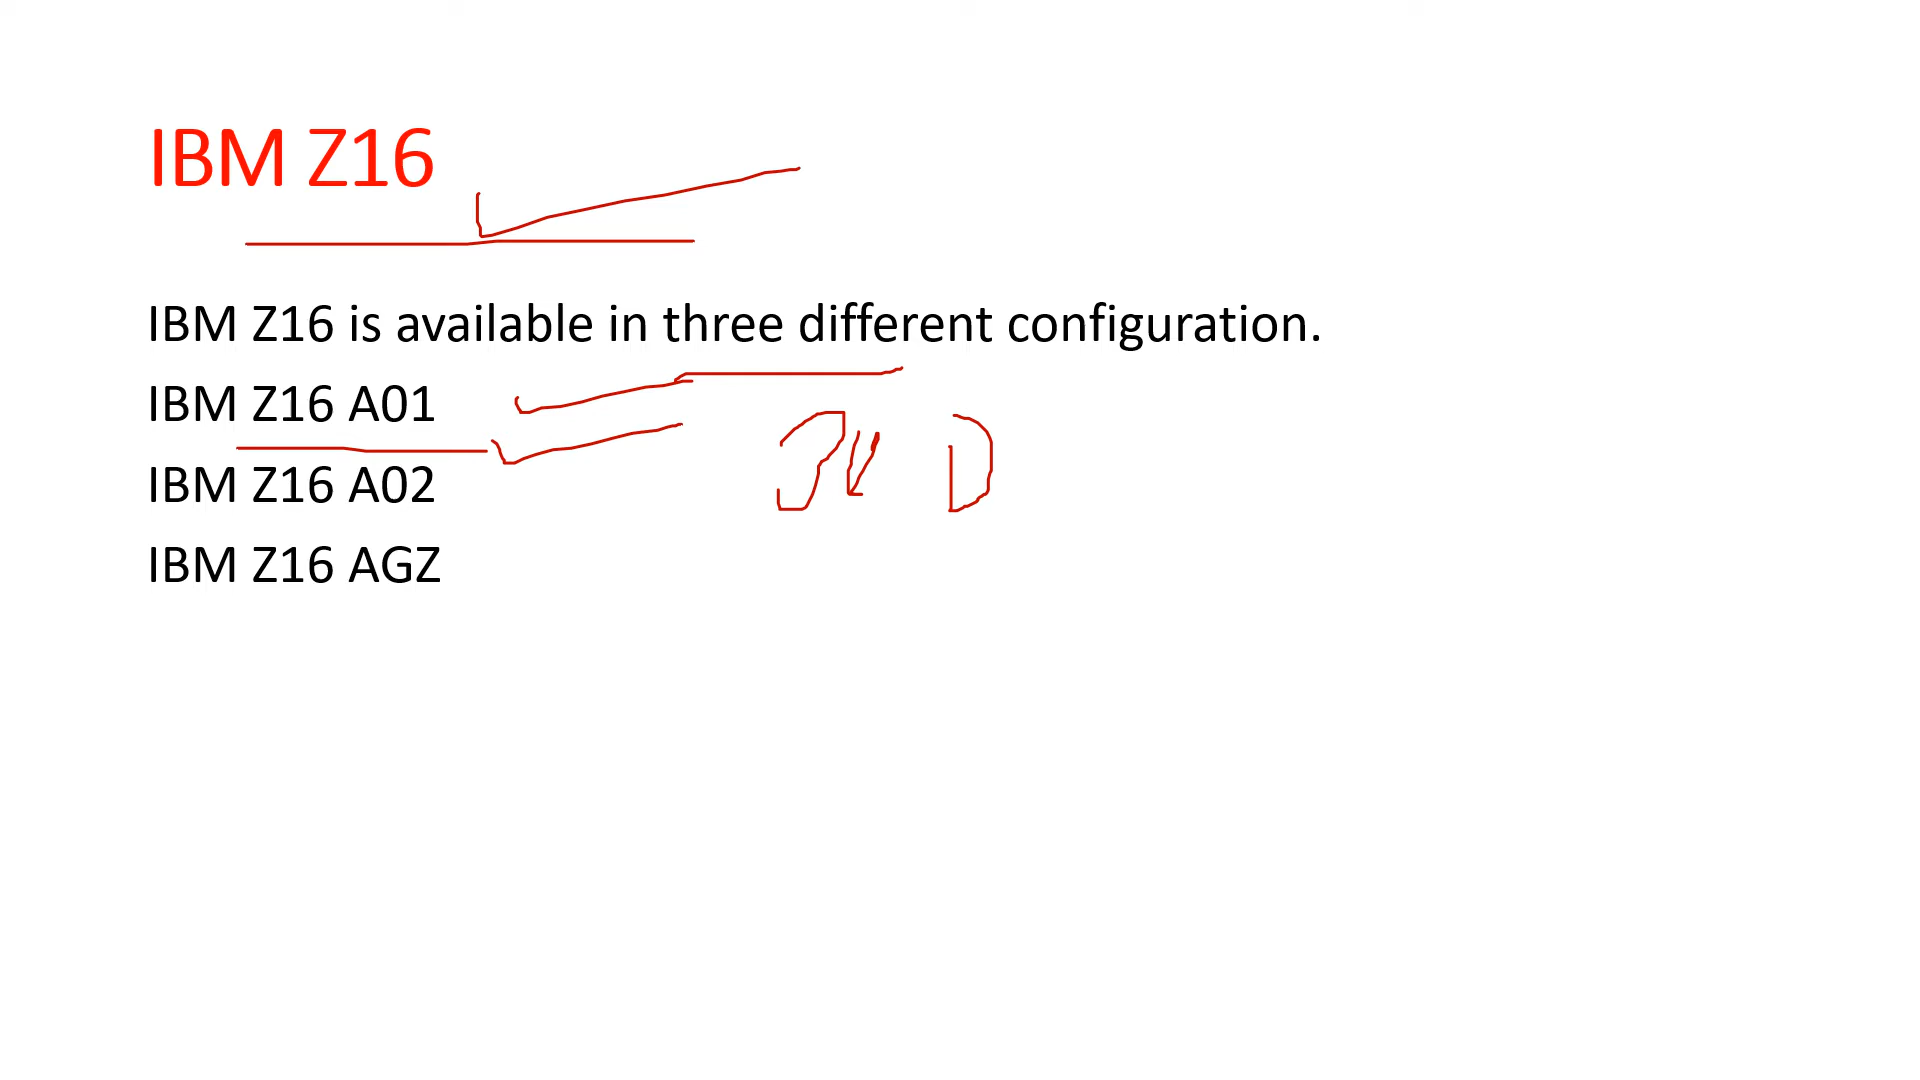 IBM Z16
IBM Z16 is available in three different configuration.
IBM Z16 A01
IBM Z16 A02
IBM Z16 AGZ